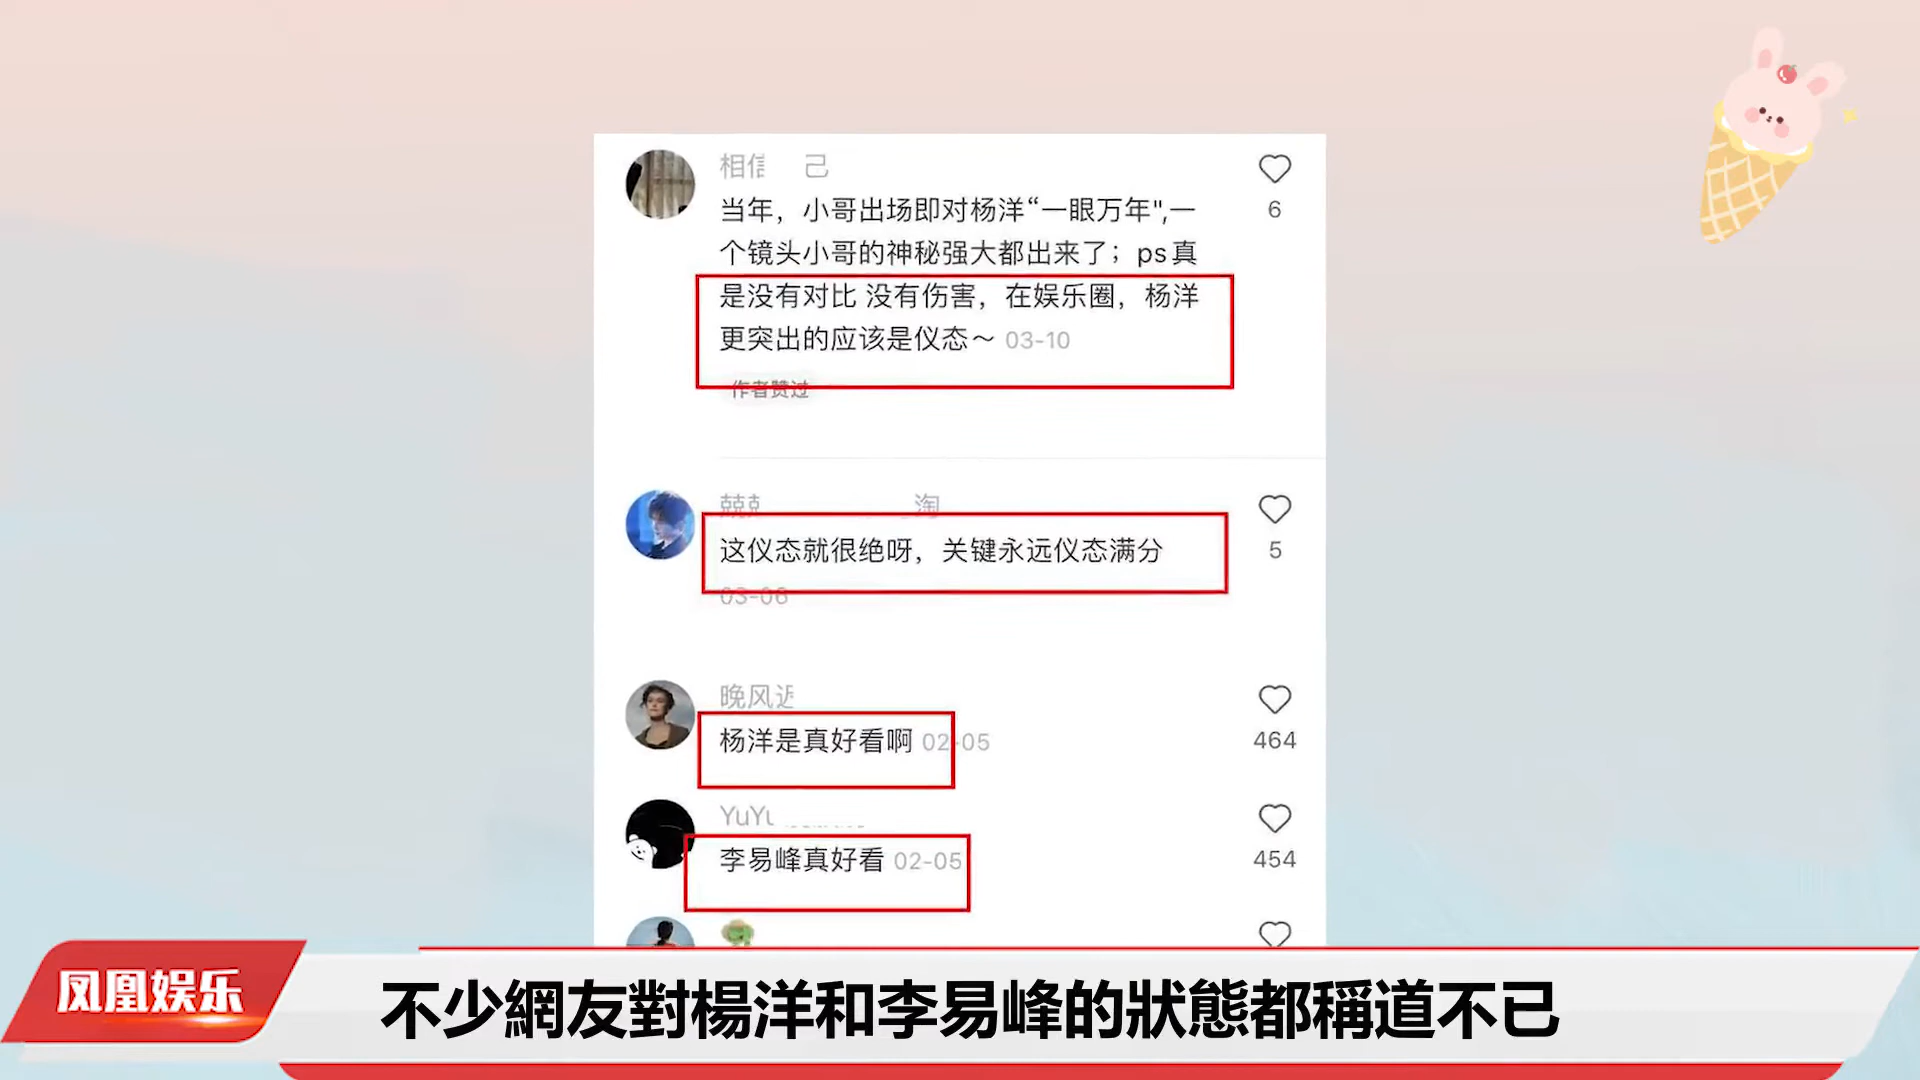 相信 己
当年，小哥出场即对杨洋“一眼万年",一
6
个镜头小哥的神秘强大都出来了；ps真
是没有对比 没有伤害，在娱乐圈，杨洋
更突出的应该是仪态～ 03-10
作者赞过
兢 淘
这仪态就很绝呀，关键永远仪态满分
5
03-06
晚风
杨洋是真好看啊 02-05
464
YuYu
李易峰真好看 02-05
454
凤凰娱乐
不少網友對楊洋和李易峰的狀態都稱道不已